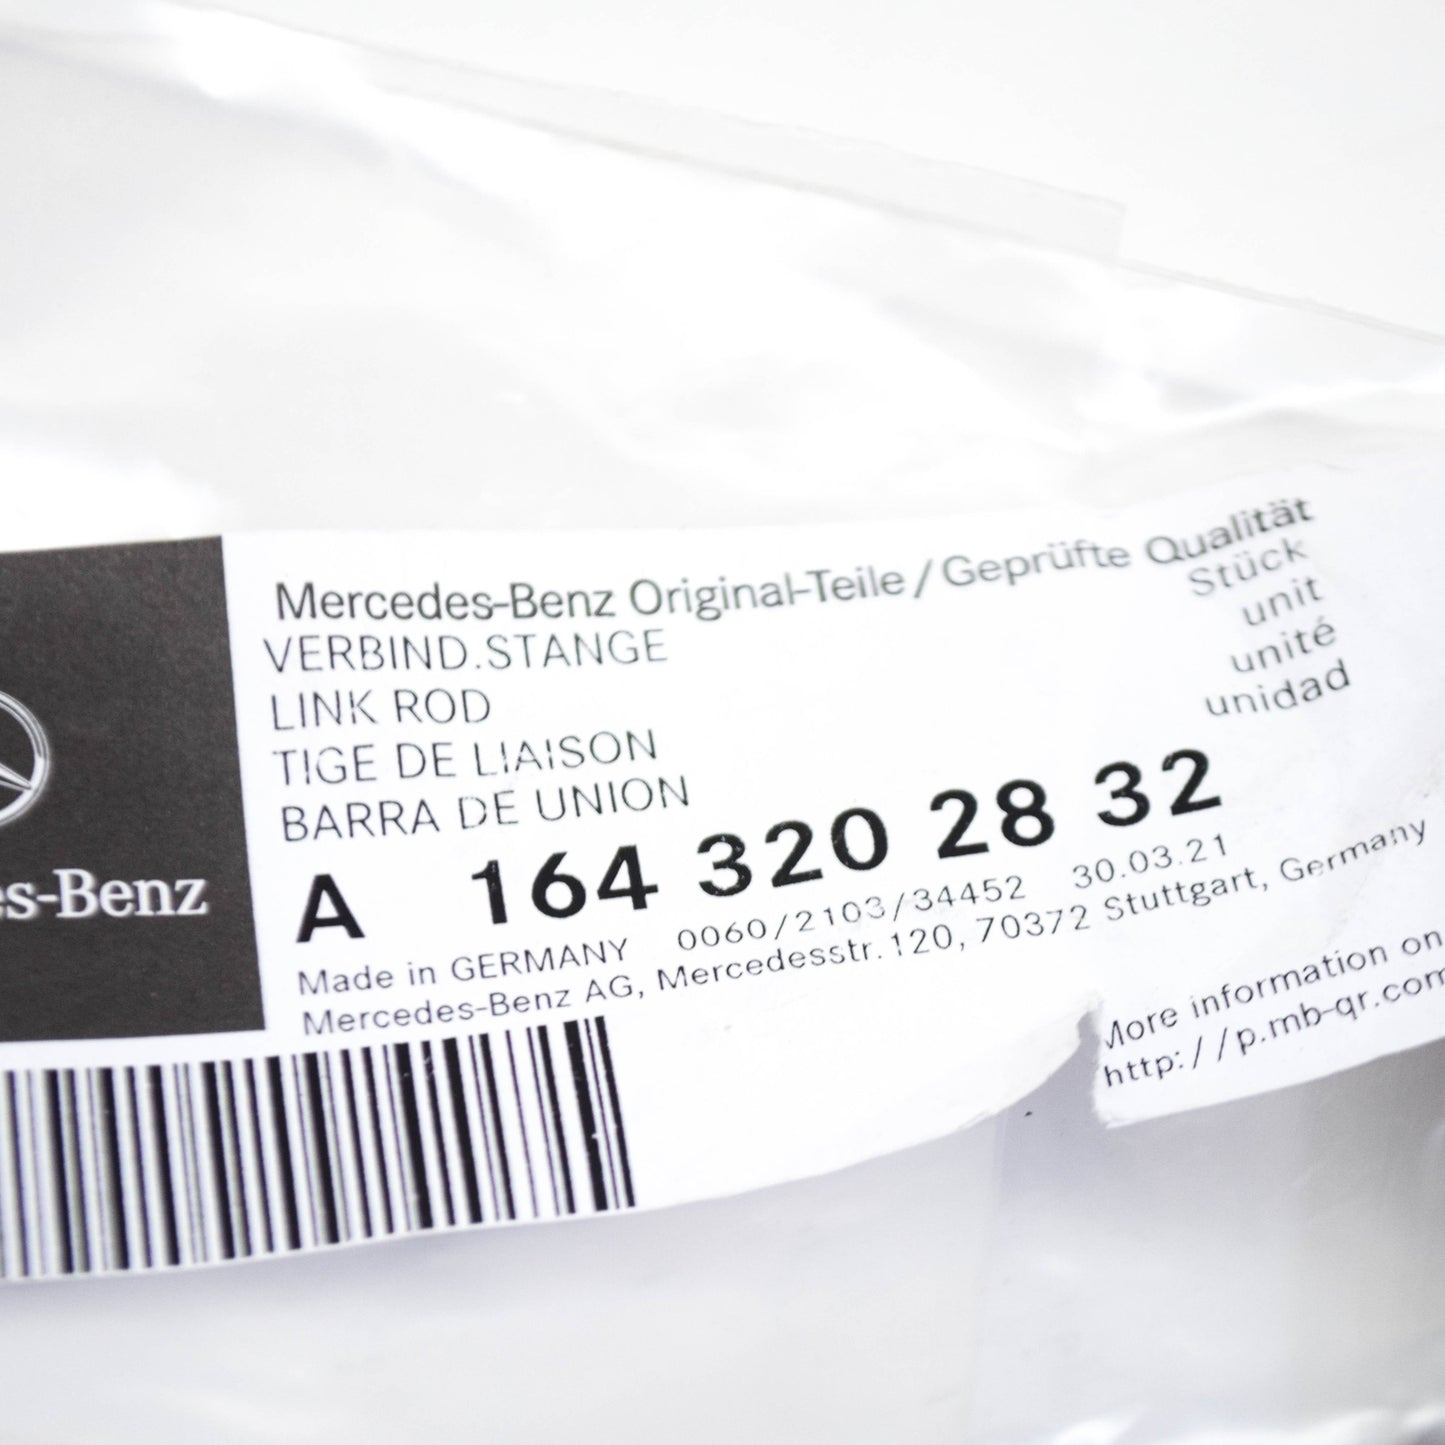 Mercedes-Benz Original-Teile / Geprüfte Qualität
VERBIND.STANGE
LINK ROD
TIGE DE LIAISON
BARRA DE UNION
Stück
unit
unité
unidad
A 164 320 28 32
Made in GERMANY 0060/2103/34452 30.03.21
Mercedes-Benz AG, Mercedesstr. 120, 70372 Stuttgart, Germany
es-Benz
More information on
http://p.mb-qr.com